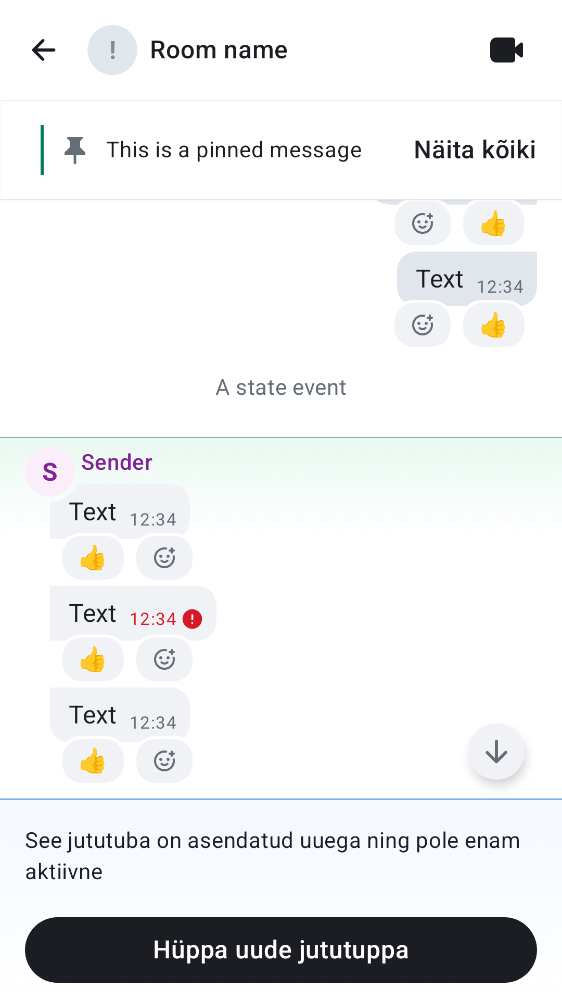 ! Room name
This is a pinned message Näita kõiki
👍
Text 12:34
👍
A state event
S Sender
Text 12:34
👍
Text 12:34 !
👍
Text 12:34
👍
See jututuba on asendatud uuega ning pole enam
aktiivne
Hüppa uude jututuppa